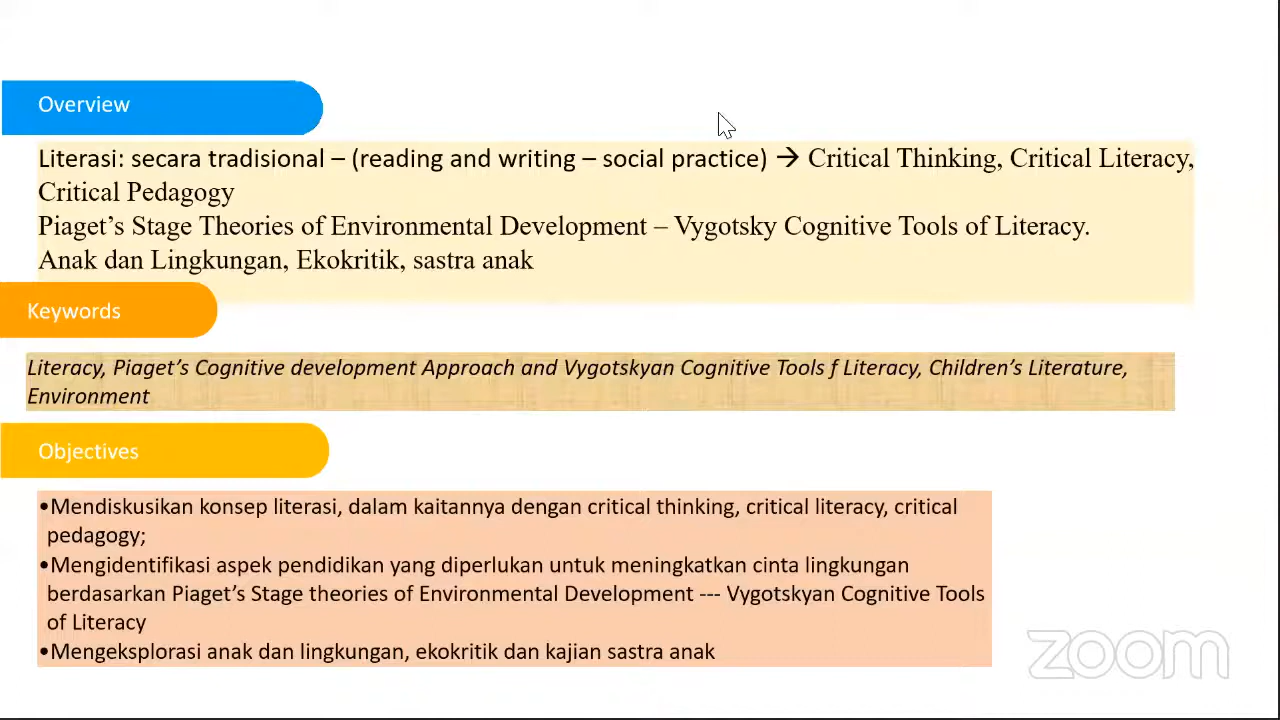 Overview
Literasi: secara tradisional – (reading and writing – social practice) → Critical Thinking, Critical Literacy,
Critical Pedagogy
Piaget’s Stage Theories of Environmental Development – Vygotsky Cognitive Tools of Literacy.
Anak dan Lingkungan, Ekokritik, sastra anak
Keywords
Literacy, Piaget’s Cognitive development Approach and Vygotskyan Cognitive Tools f Literacy, Children’s Literature,
Environment
Objectives
•Mendiskusikan konsep literasi, dalam kaitannya dengan critical thinking, critical literacy, critical
pedagogy;
•Mengidentifikasi aspek pendidikan yang diperlukan untuk meningkatkan cinta lingkungan
berdasarkan Piaget’s Stage theories of Environmental Development --- Vygotskyan Cognitive Tools
of Literacy
•Mengeksplorasi anak dan lingkungan, ekokritik dan kajian sastra anak
zoom